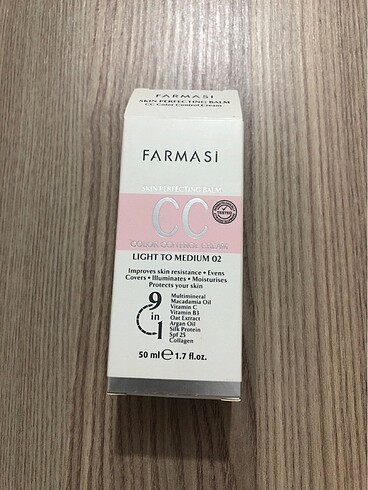 FARMASI
SKIN PERFECTING BALM
CC Color Control Cream
FARMASI
SKIN PERFECTING BALM
CC
TESTED
COLOR CONTROL CREAM
LIGHT TO MEDIUM 02
Improves skin resistance • Evens
Covers • Illuminates • Moisturises
Protects your skin
9 in 1
Multimineral
Macadamia Oil
Vitamin C
Vitamin B3
Oat Extract
Argan Oil
Silk Protein
Spf 25
Collagen
50 ml ℮ 1.7 fl.oz.